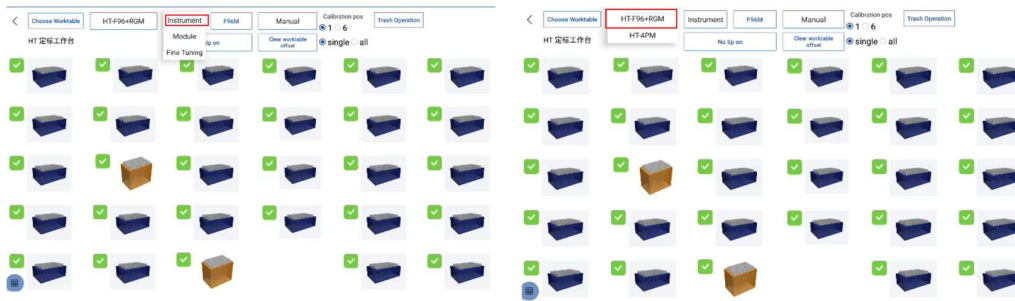 Choose Worktable
HT-F96+RGM
Instrument
F96M
Manual
Calibration pos
1 6
Trash Operation
HT 定标工作台
Module
Fine Tuning
tip on
Clear worktable
offset
single all
Choose Worktable
HT-F96+RGM
Instrument
F96M
Manual
Calibration pos
1 6
Trash Operation
HT 定标工作台
HT-4PM
No tip on
Clear worktable
offset
single all